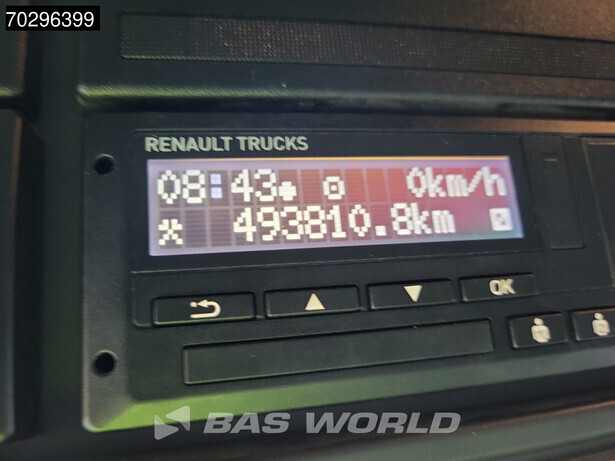 70296399
RENAULT TRUCKS
08:43 0km/h
493810.8km
OK
BAS WORLD